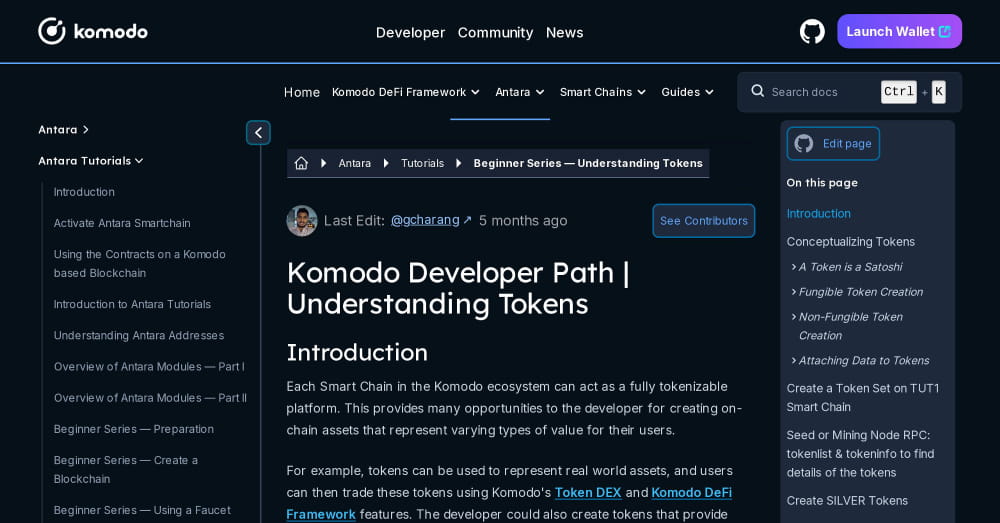 komodo
Developer Community News
Launch Wallet
Home Komodo DeFi Framework Antara Smart Chains Guides
Search docs Ctrl + K
Antara
Antara Tutorials
Introduction
Activate Antara Smartchain
Using the Contracts on a Komodo
based Blockchain
Introduction to Antara Tutorials
Understanding Antara Addresses
Overview of Antara Modules — Part I
Overview of Antara Modules — Part II
Beginner Series — Preparation
Beginner Series — Create a
Blockchain
Beginner Series — Using a Faucet
Antara Tutorials Beginner Series — Understanding Tokens
Last Edit: @gcharang ↗ 5 months ago
See Contributors
Komodo Developer Path |
Understanding Tokens
Introduction
Each Smart Chain in the Komodo ecosystem can act as a fully tokenizable
platform. This provides many opportunities to the developer for creating on-
chain assets that represent varying types of value for their users.
For example, tokens can be used to represent real world assets, and users
can then trade these tokens using Komodo's Token DEX and Komodo DeFi
Framework features. The developer could also create tokens that provide
Edit page
On this page
Introduction
Conceptualizing Tokens
A Token is a Satoshi
Fungible Token Creation
Non-Fungible Token
Creation
Attaching Data to Tokens
Create a Token Set on TUT1
Smart Chain
Seed or Mining Node RPC:
tokenlist & tokeninfo to find
details of the tokens
Create SILVER Tokens